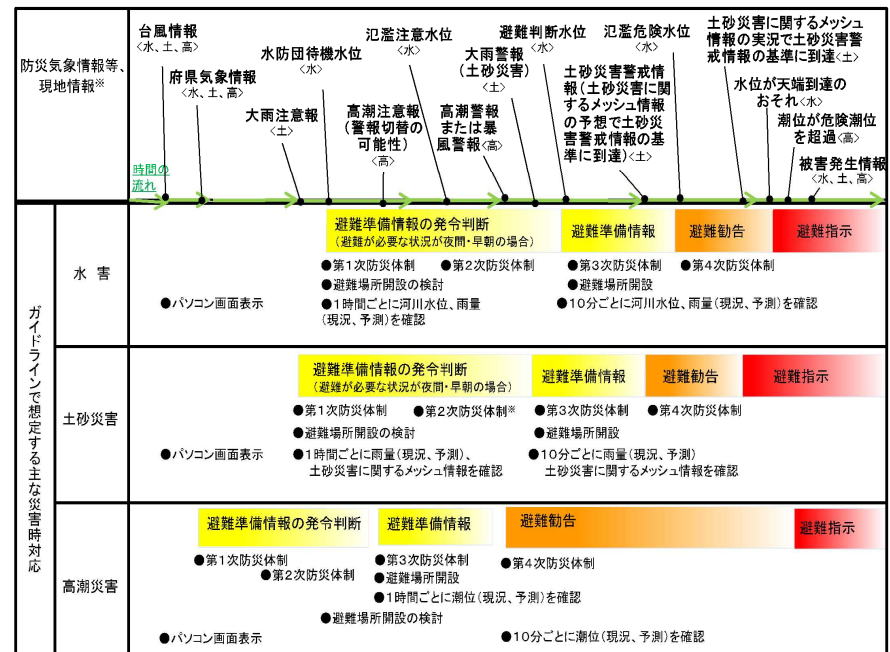 防災気象情報等、
現地情報※
台風情報
<水、土、高>
府県気象情報
<水、土、高>
大雨注意報
<土>
水防団待機水位
<水>
高潮注意報
(警報切替の
可能性)
<高>
氾濫注意水位
<水>
高潮警報
または暴
風警報<高>
大雨警報
(土砂災害)
<土>
避難判断水位
<水>
土砂災害警戒情
報(土砂災害に関
するメッシュ情報
の予想で土砂災
害警戒情報の基
準に到達)<土>
氾濫危険水位
<水>
土砂災害に関するメッシュ
情報の実況で土砂災害警
戒情報の基準に到達<土>
水位が天端到達の
おそれ<水>
潮位が危険潮位
を超過<高>
被害発生情報
<水、土、高>
時間の
流れ
ガイドラインで想定する主な災害時対応
水 害
避難準備情報の発令判断
(避難が必要な状況が夜間・早朝の場合)
避難準備情報
避難勧告
避難指示
●第1次防災体制
●第2次防災体制
●第3次防災体制
●第4次防災体制
●避難場所開設の検討
●避難場所開設
●パソコン画面表示
●1時間ごとに河川水位、雨量
(現況、予測)を確認
●10分ごとに河川水位、雨量(現況、予測)を確認
土砂災害
避難準備情報の発令判断
(避難が必要な状況が夜間・早朝の場合)
避難準備情報
避難勧告
避難指示
●第1次防災体制
●第2次防災体制※
●第3次防災体制
●第4次防災体制
●避難場所開設の検討
●避難場所開設
●パソコン画面表示
●1時間ごとに雨量(現況、予測)、
土砂災害に関するメッシュ情報を確認
●10分ごとに雨量(現況、予測)
土砂災害に関するメッシュ情報を確認
高潮災害
避難準備情報の発令判断
避難準備情報
避難勧告
避難指示
●第1次防災体制
●第2次防災体制
●第3次防災体制
●避難場所開設
●1時間ごとに潮位(現況、予測)を確認
●第4次防災体制
●避難場所開設の検討
●パソコン画面表示
●10分ごとに潮位(現況、予測)を確認